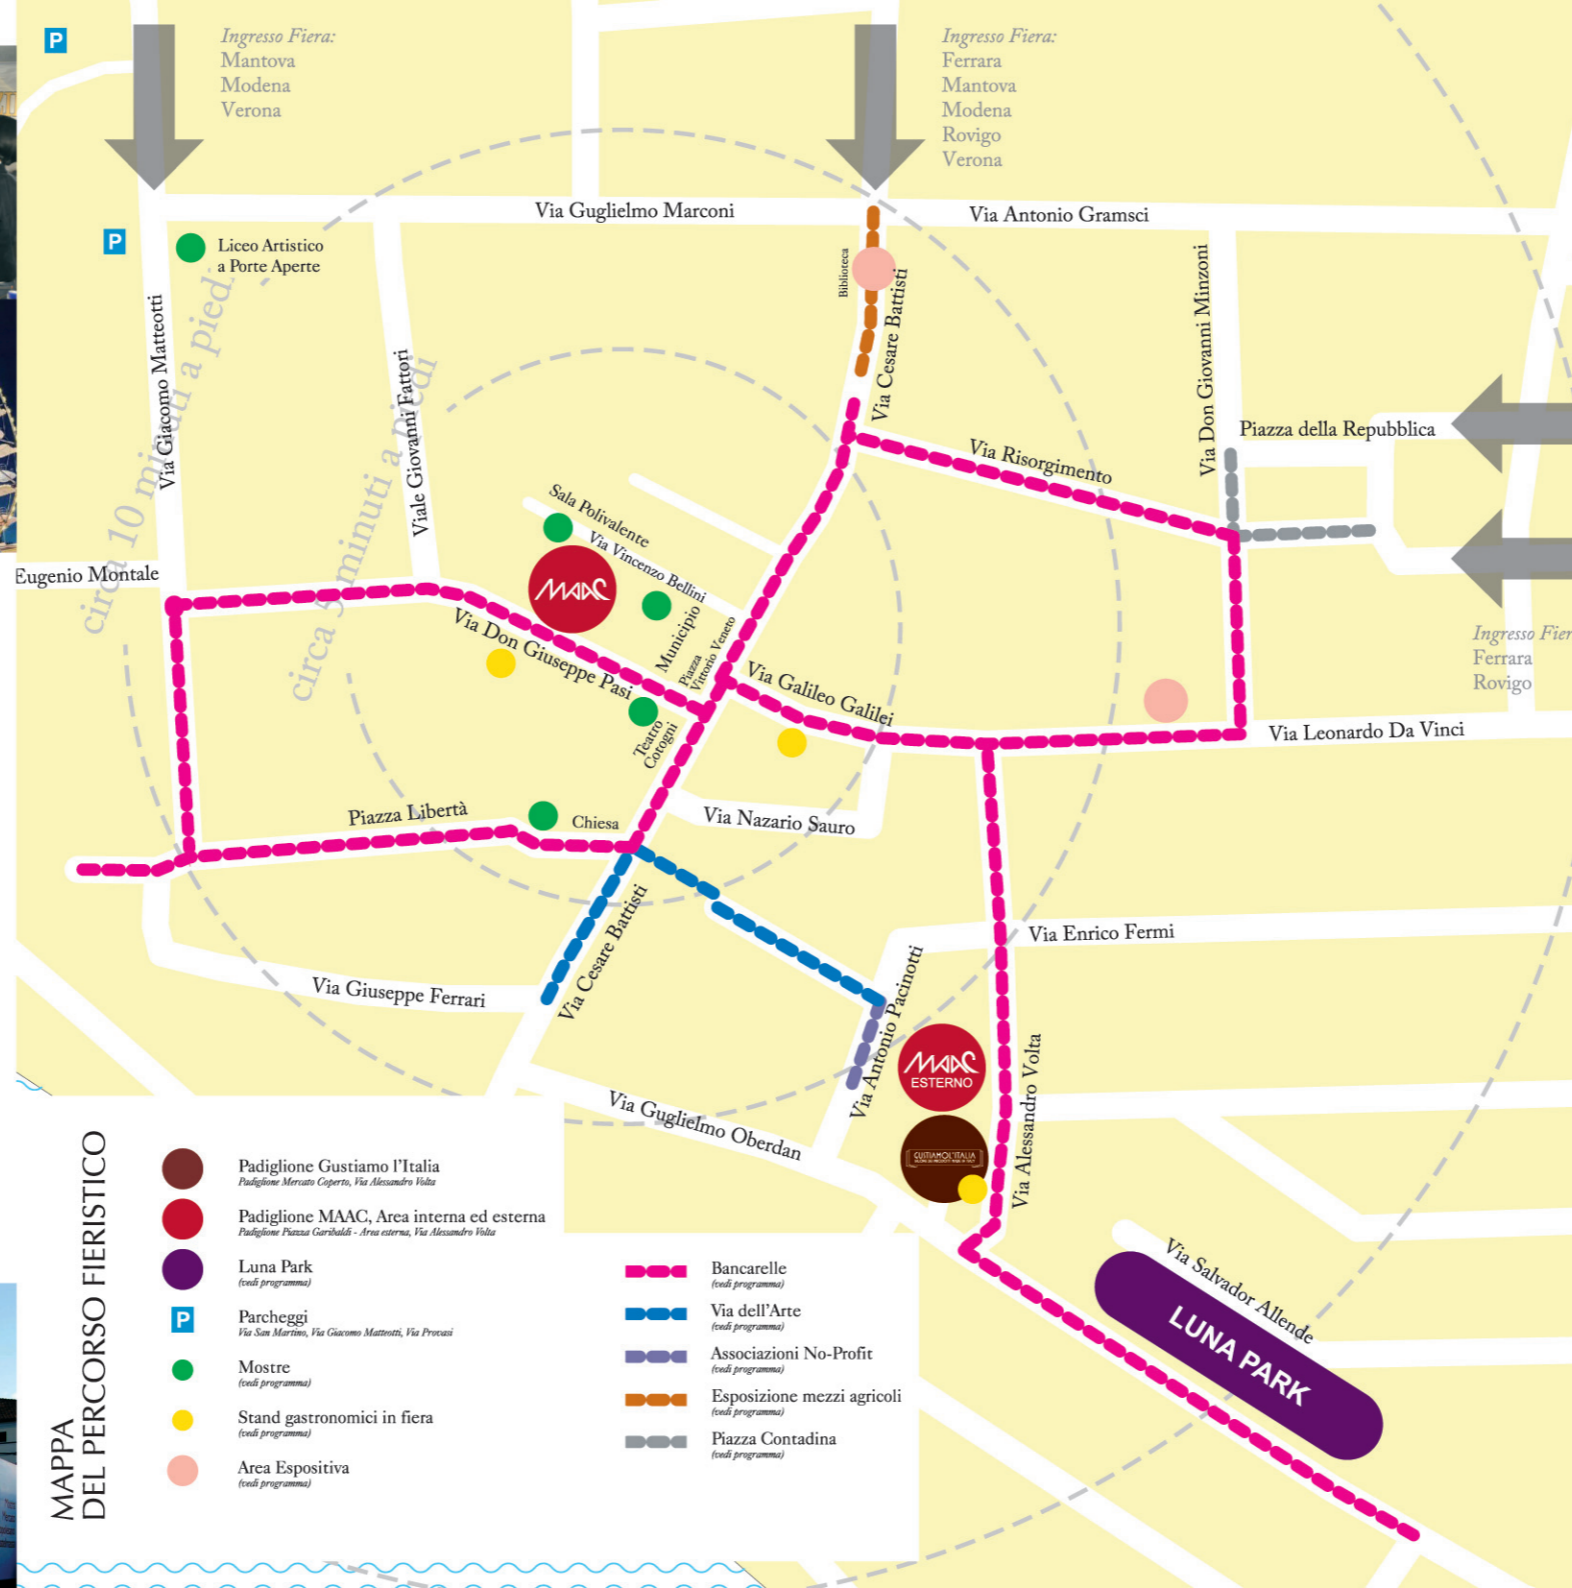 P
Ingresso Fiera:
Mantova
Modena
Verona
Ingresso Fiera:
Ferrara
Mantova
Modena
Rovigo
Verona
Via Guglielmo Marconi
Via Antonio Gramsci
P
Liceo Artistico
a Porte Aperte
Biblioteca
Via Cesare Battisti
Via Don Giovanni Minzoni
Via Giacomo Matteotti
Viale Giovanni Fattori
circa 10 minuti a piedi
circa 5 minuti a piedi
Piazza della Repubblica
Via Risorgimento
Sala Polivalente
Via Vincenzo Bellini
Eugenio Montale
MAAC
Municipio
Piazza
Vittorio Veneto
Via Don Giuseppe Pasi
Via Galileo Galilei
Teatro
Cotogni
Ingresso Fier
Ferrara
Rovigo
Via Leonardo Da Vinci
Piazza Libertà
Chiesa
Via Nazario Sauro
Via Cesare Battisti
Via Enrico Fermi
Via Giuseppe Ferrari
Via Antonio Pacinotti
MAAC
ESTERNO
Via Alessandro Volta
Via Guglielmo Oberdan
GUSTIAMOL'ITALIA
Via Salvador Allende
LUNA PARK
MAPPA
DEL PERCORSO FIERISTICO
Padiglione Gustiamo l'Italia
Padiglione Mercato Coperto, Via Alessandro Volta
Padiglione MAAC, Area interna ed esterna
Padiglione Piazza Garibaldi - Area esterna, Via Alessandro Volta
Luna Park
(vedi programma)
P
Parcheggi
Via San Martino, Via Giacomo Matteotti, Via Provasi
Mostre
(vedi programma)
Stand gastronomici in fiera
(vedi programma)
Area Espositiva
(vedi programma)
Bancarelle
(vedi programma)
Via dell'Arte
(vedi programma)
Associazioni No-Profit
(vedi programma)
Esposizione mezzi agricoli
(vedi programma)
Piazza Contadina
(vedi programma)